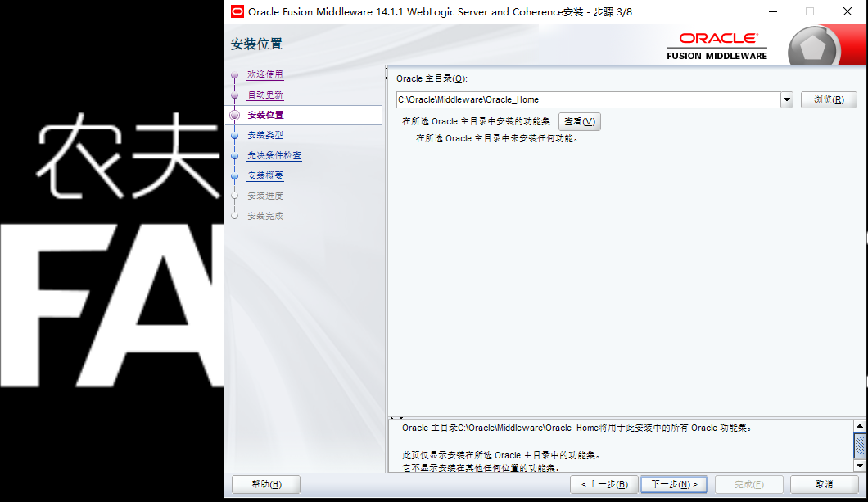 Oracle Fusion Middleware 14.1.1 WebLogic Server and Coherence安装 - 步骤 3/8
安装位置
ORACLE
FUSION MIDDLEWARE
农夫
FA
欢迎使用
自动更新
安装位置
安装类型
先决条件检查
安装概要
安装进度
安装完成
Oracle 主目录(O):
C:\Oracle\Middleware\Oracle_Home
浏览(R)
在所选 Oracle 主目录中安装的功能集 查看(V)
在所选 Oracle 主目录中未安装任何功能。
Oracle 主目录C:\Oracle\Middleware\Oracle_Home将用于此安装中的所有 Oracle 功能集。
此页仅显示安装在所选 Oracle 主目录中的功能集。
它不显示安装在其他任何位置的功能集。
帮助(H)
< 上一步(B)
下一步(N) >
完成(F)
取消